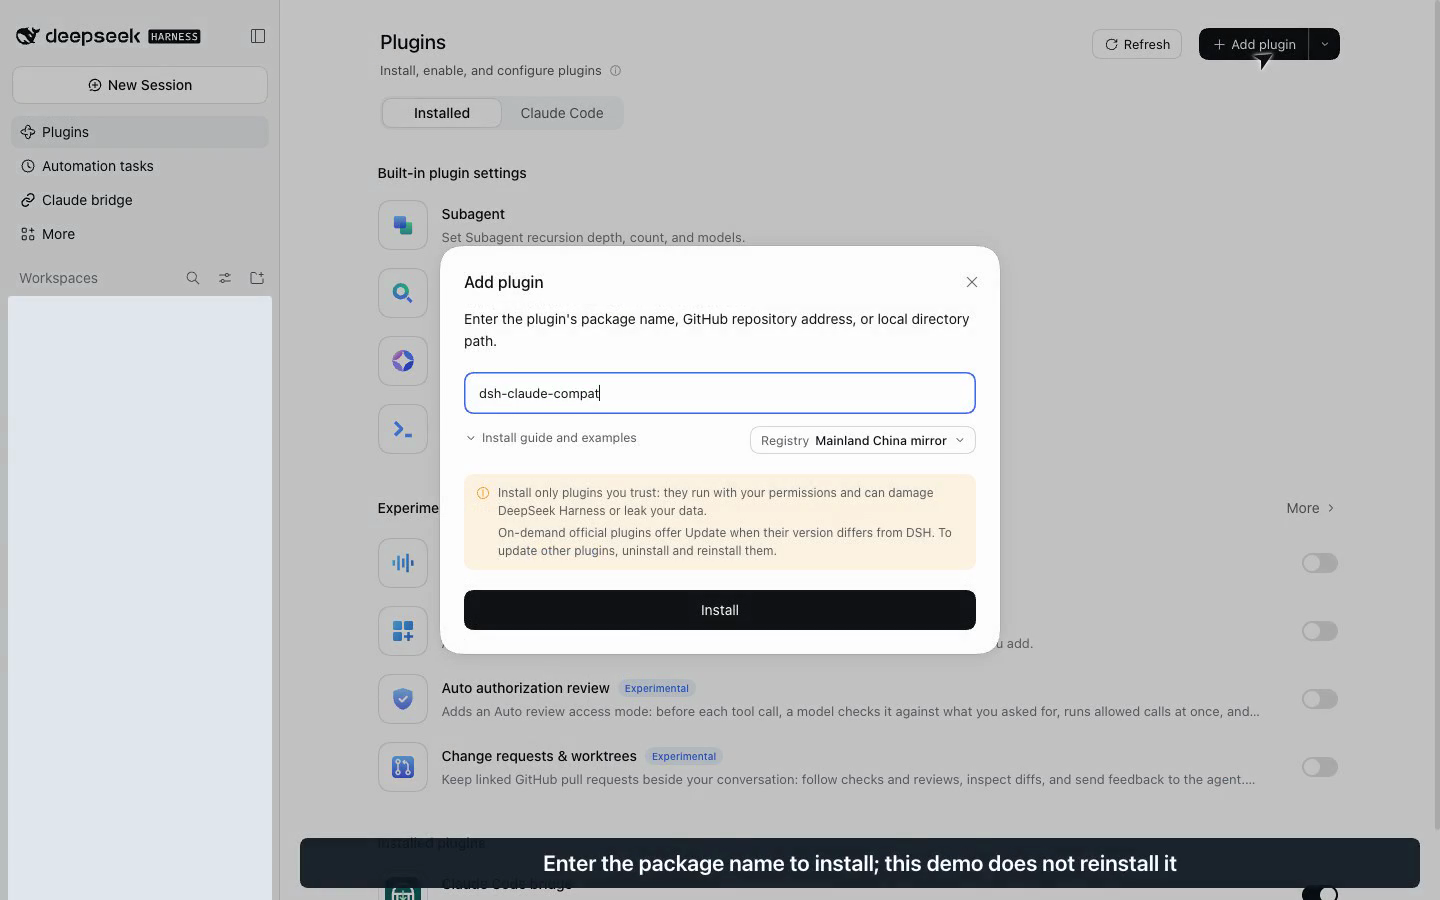 deepseek HARNESS
New Session
Plugins
Automation tasks
Claude bridge
More
Workspaces
Plugins
Install, enable, and configure plugins
Refresh
Add plugin
Installed
Claude Code
Built-in plugin settings
Subagent
Set Subagent recursion depth, count, and models.
Add plugin
Enter the plugin's package name, GitHub repository address, or local directory
path.
dsh-claude-compat
Install guide and examples
Registry Mainland China mirror
Install only plugins you trust: they run with your permissions and can damage
DeepSeek Harness or leak your data.
On-demand official plugins offer Update when their version differs from DSH. To
update other plugins, uninstall and reinstall them.
Install
Experime
More
u add.
Auto authorization review Experimental
Adds an Auto review access mode: before each tool call, a model checks it against what you asked for, runs allowed calls at once, and...
Change requests & worktrees Experimental
Keep linked GitHub pull requests beside your conversation: follow checks and reviews, inspect diffs, and send feedback to the agent....
Installed plugins
Enter the package name to install; this demo does not reinstall it
Claude Code bridge